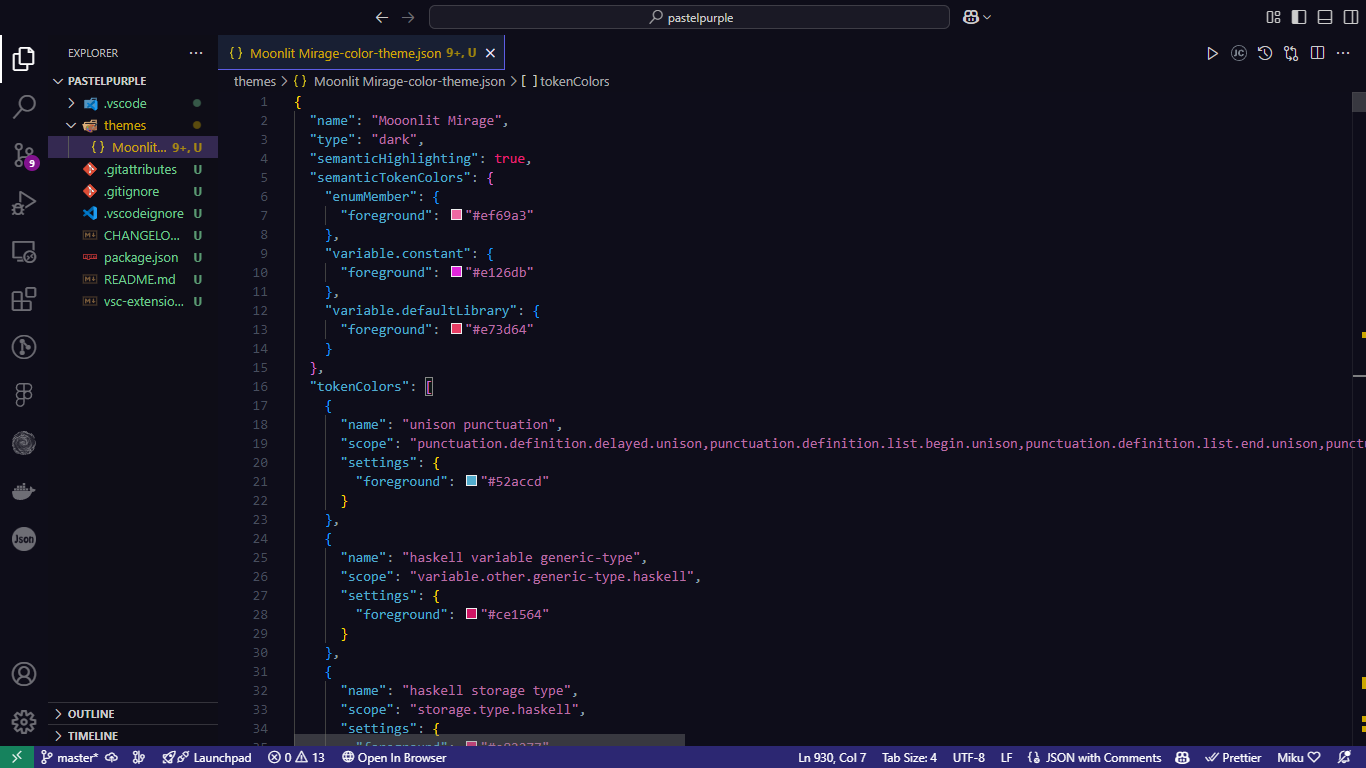 pastelpurple
EXPLORER
PASTELPURPLE
.vscode
themes
Moonlit... 9+, U
.gitattributes U
.gitignore U
.vscodeignore U
CHANGELO... U
package.json U
README.md U
vsc-extensio... U
OUTLINE
TIMELINE
9
Json
{} Moonlit Mirage-color-theme.json 9+, U
JC
themes > {} Moonlit Mirage-color-theme.json > [ ] tokenColors
1 {
2 "name": "Mooonlit Mirage",
3 "type": "dark",
4 "semanticHighlighting": true,
5 "semanticTokenColors": {
6 "enumMember": {
7 "foreground": "#ef69a3"
8 },
9 "variable.constant": {
10 "foreground": "#e126db"
11 },
12 "variable.defaultLibrary": {
13 "foreground": "#e73d64"
14 }
15 },
16 "tokenColors": [
17 {
18 "name": "unison punctuation",
19 "scope": "punctuation.definition.delayed.unison,punctuation.definition.list.begin.unison,punctuation.definition.list.end.unison,punct
20 "settings": {
21 "foreground": "#52accd"
22 }
23 },
24 {
25 "name": "haskell variable generic-type",
26 "scope": "variable.other.generic-type.haskell",
27 "settings": {
28 "foreground": "#ce1564"
29 }
30 },
31 {
32 "name": "haskell storage type",
33 "scope": "storage.type.haskell",
34 "settings": {
master* Launchpad 0 13 Open In Browser Ln 930, Col 7 Tab Size: 4 UTF-8 LF {} JSON with Comments Prettier Miku ♡